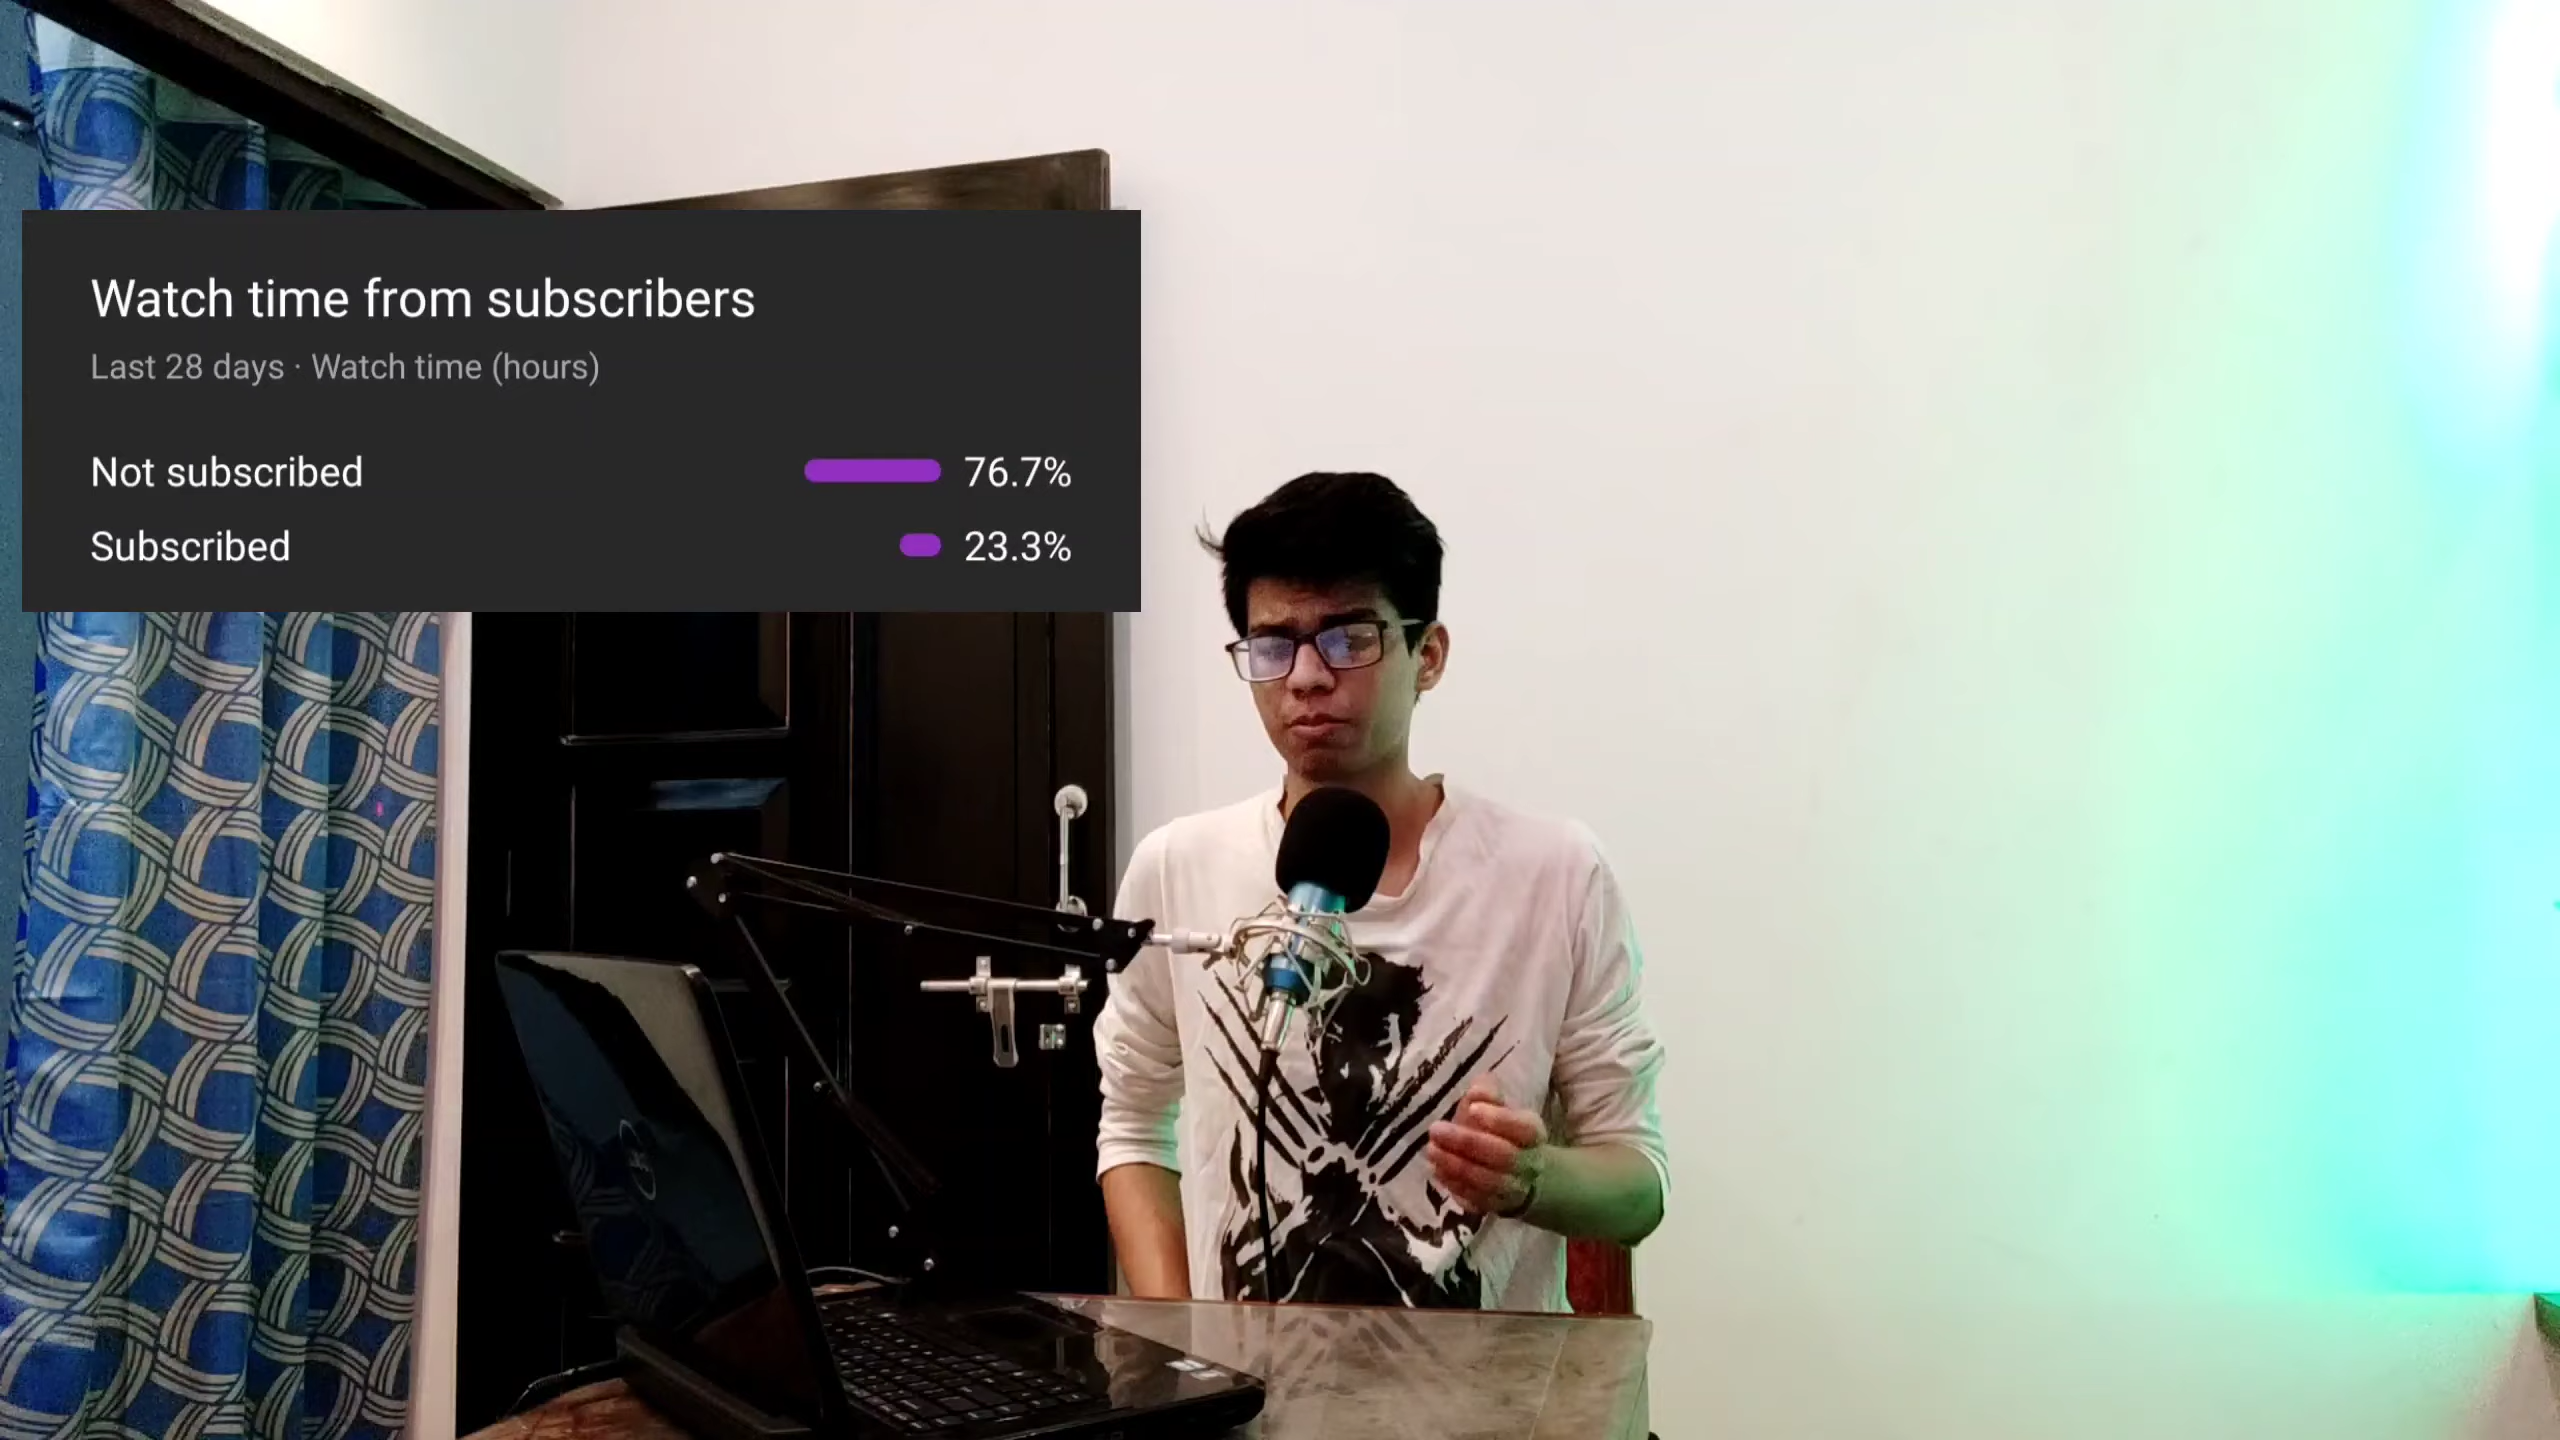 Watch time from subscribers
Last 28 days · Watch time (hours)
Not subscribed 76.7%
Subscribed 23.3%